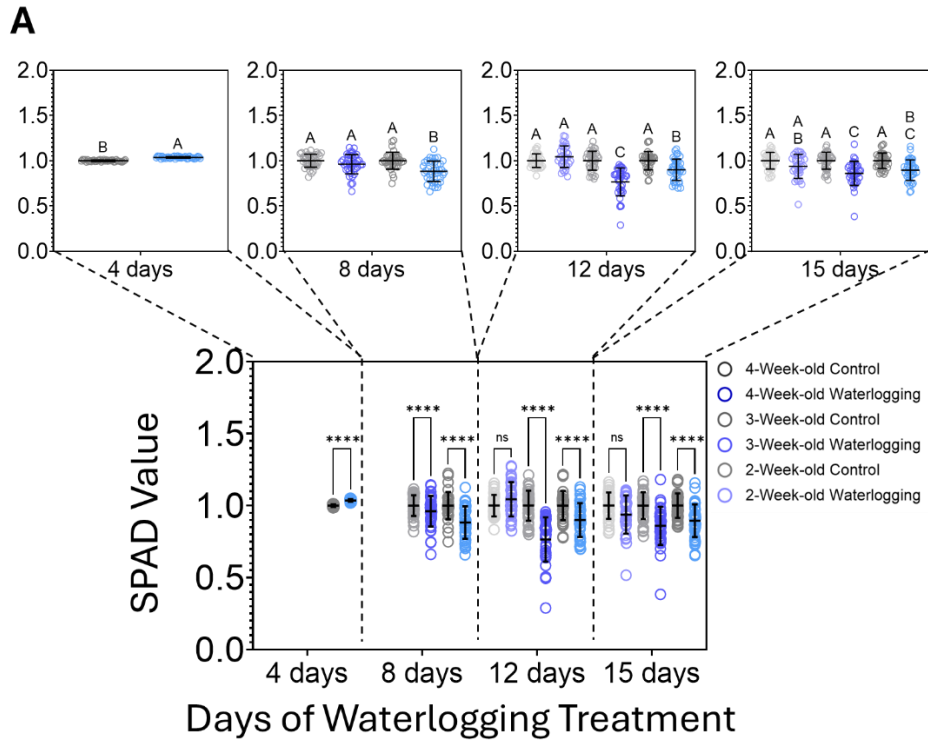 A
2.0 2.0 2.0 2.0
1.5 1.5 1.5 1.5
1.0 1.0 1.0 1.0
0.5 0.5 0.5 0.5
0.0 0.0 0.0 0.0
B A
A A A B
A A A C A B
A A B A C A B C
4 days 8 days 12 days 15 days
SPAD Value
2.0
1.5
1.0
0.5
0.0
****
**** ****
ns **** ****
ns **** ****
4 days 8 days 12 days 15 days
Days of Waterlogging Treatment
4-Week-old Control
4-Week-old Waterlogging
3-Week-old Control
3-Week-old Waterlogging
2-Week-old Control
2-Week-old Waterlogging